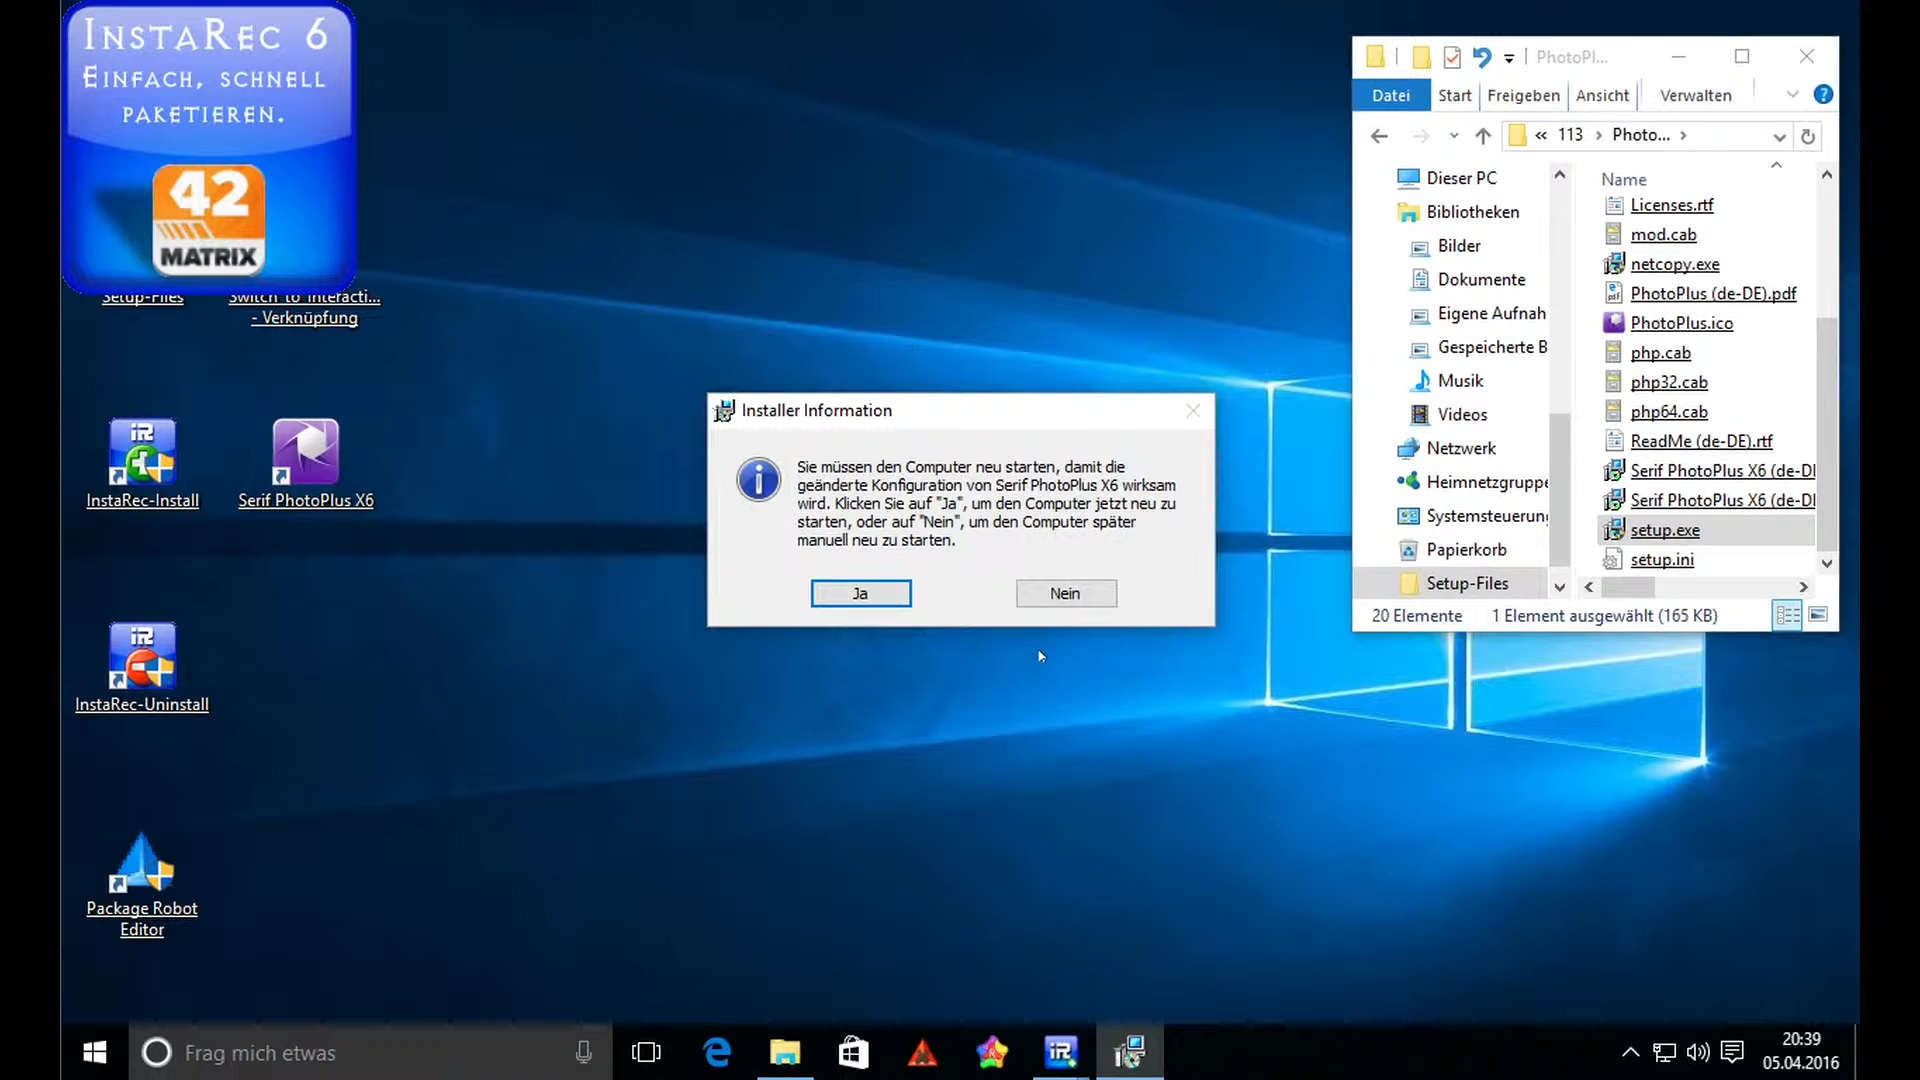 INSTAREC 6
EINFACH, SCHNELL
PAKETIEREN.
42
MATRIX
Setup-Files
Switch to Interacti...
- Verknüpfung
iR
InstaRec-Install
Serif PhotoPlus X6
iR
InstaRec-Uninstall
Package Robot
Editor
Installer Information
Sie müssen den Computer neu starten, damit die
geänderte Konfiguration von Serif PhotoPlus X6 wirksam
wird. Klicken Sie auf "Ja", um den Computer jetzt neu zu
starten, oder auf "Nein", um den Computer später
manuell neu zu starten.
Ja
Nein
PhotoPl...
Datei
Start
Freigeben
Ansicht
Verwalten
« 113 › Photo... ›
Dieser PC
Bibliotheken
Bilder
Dokumente
Eigene Aufnah
Gespeicherte B
Musik
Videos
Netzwerk
Heimnetzgruppe
Systemsteuerun
Papierkorb
Setup-Files
Name
Licenses.rtf
mod.cab
netcopy.exe
PhotoPlus (de-DE).pdf
PhotoPlus.ico
php.cab
php32.cab
php64.cab
ReadMe (de-DE).rtf
Serif PhotoPlus X6 (de-DI
Serif PhotoPlus X6 (de-DI
setup.exe
setup.ini
20 Elemente
1 Element ausgewählt (165 KB)
Frag mich etwas
iR
20:39
05.04.2016